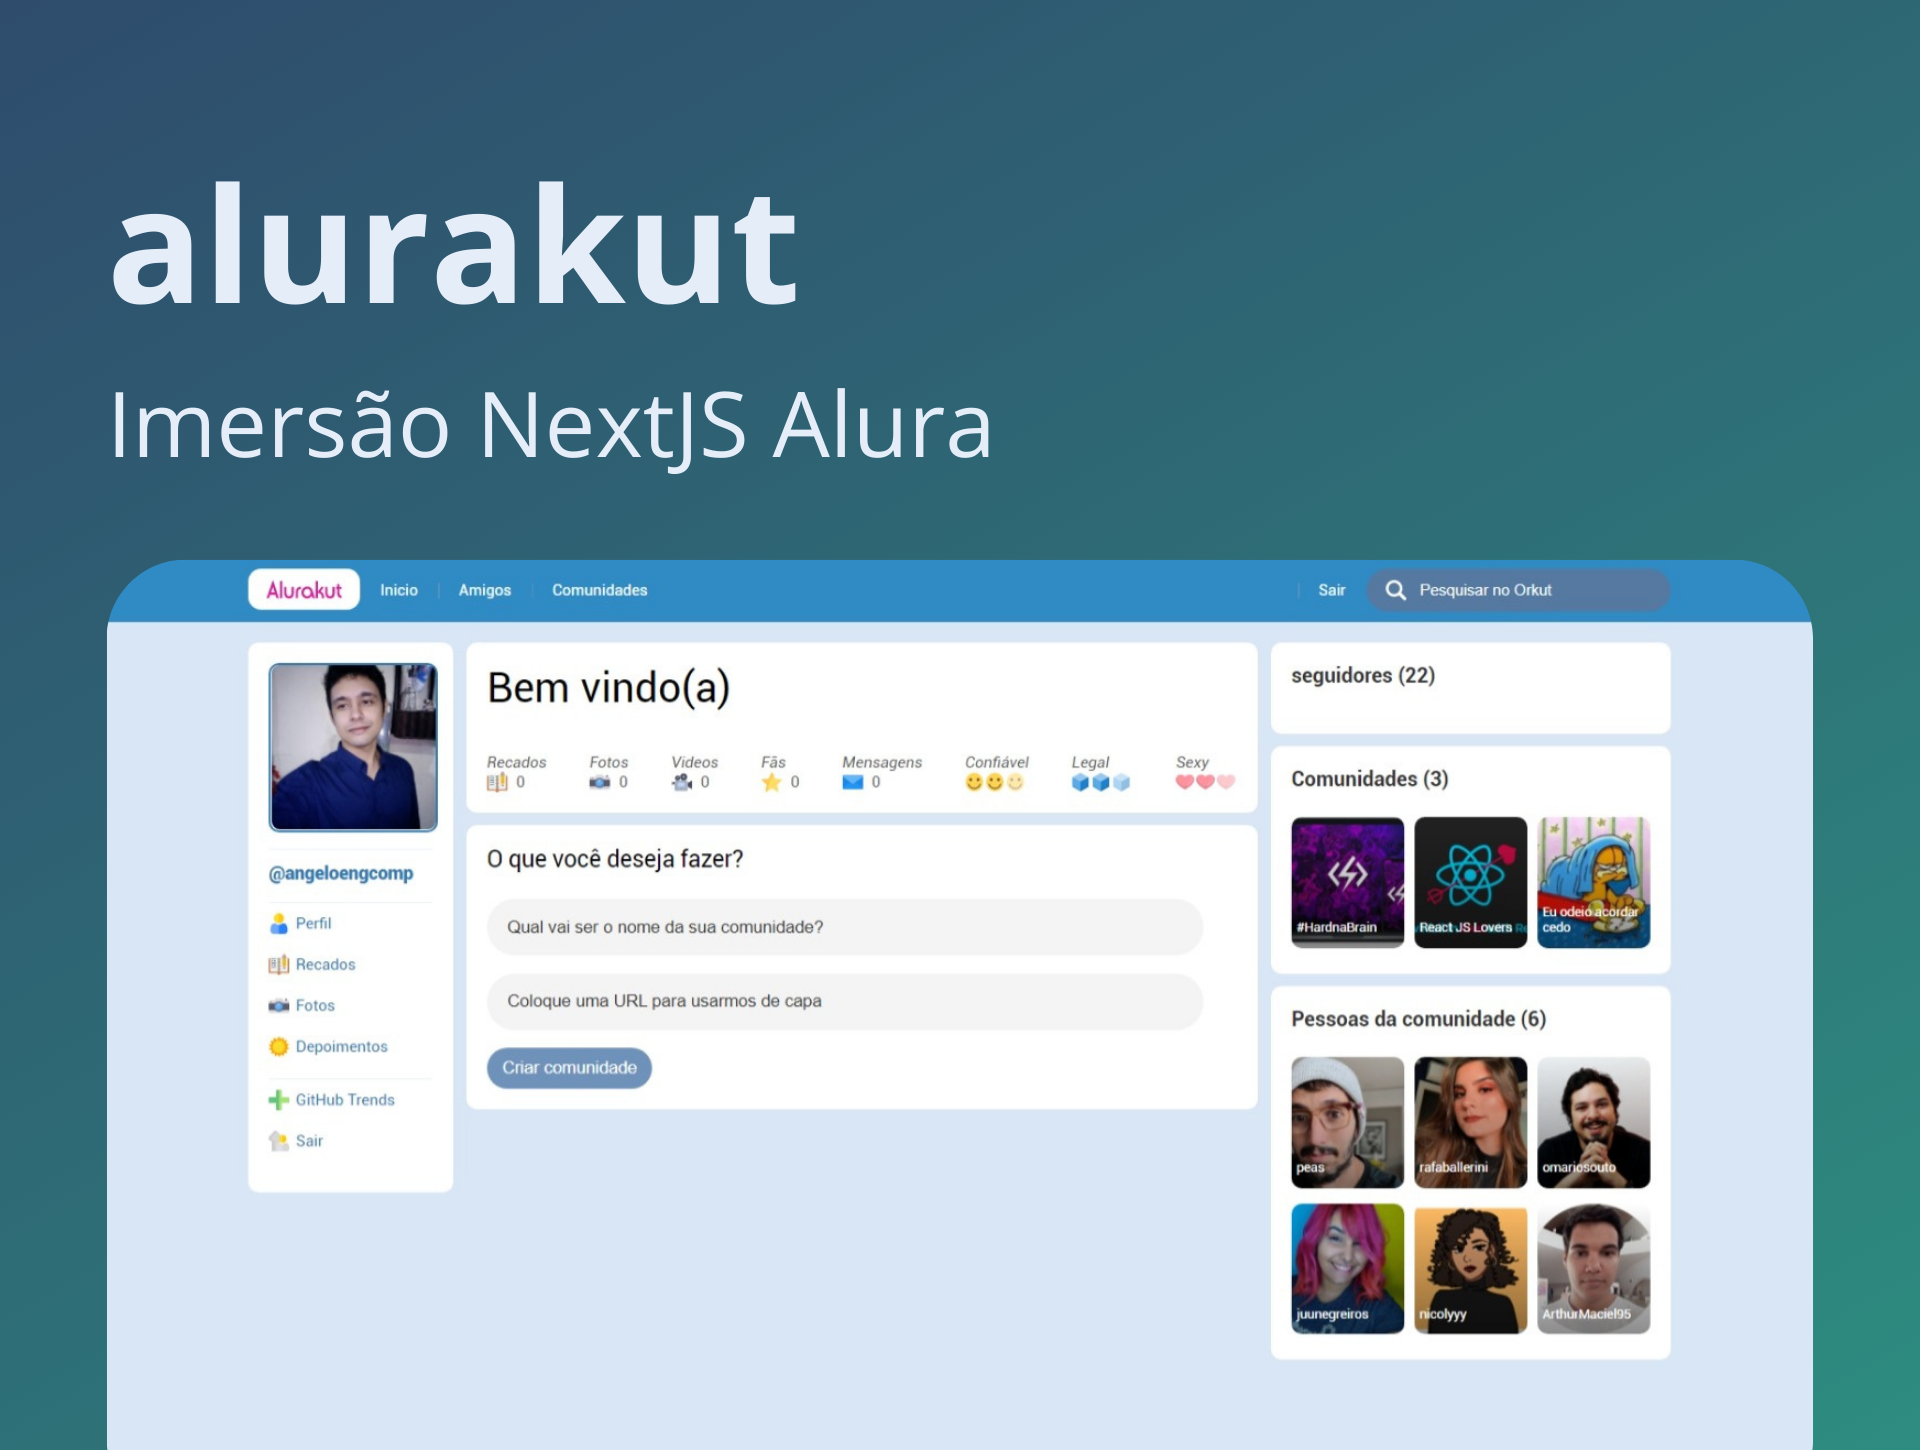 alurakut
Imersão NextJS Alura
Alurakut
Inicio
Amigos
Comunidades
Sair
Pesquisar no Orkut
@angeloengcomp
Perfil
Recados
Fotos
Depoimentos
GitHub Trends
Sair
Bem vindo(a)
Recados
0
Fotos
0
Videos
0
Fãs
0
Mensagens
0
Confiável
Legal
Sexy
O que você deseja fazer?
Qual vai ser o nome da sua comunidade?
Coloque uma URL para usarmos de capa
Criar comunidade
seguidores (22)
Comunidades (3)
#HardnaBrain
React JS Lovers
Eu odeio acordar
cedo
Pessoas da comunidade (6)
peas
rafaballerini
omariosouto
juunegreiros
nicolyyy
ArthurMaciel95